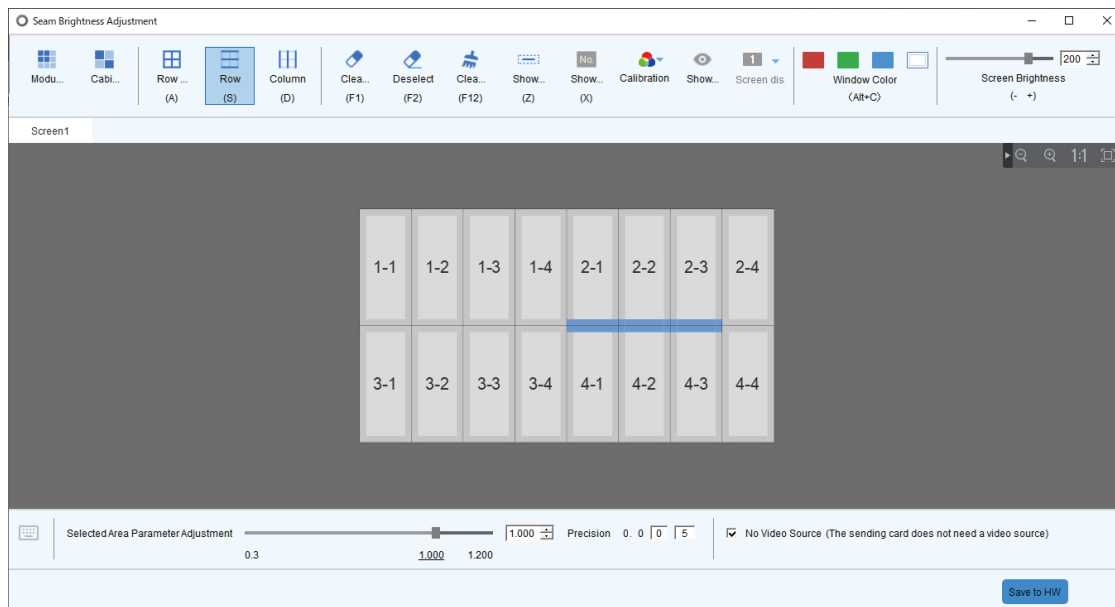 Seam Brightness Adjustment
Modu... Cabi... Row ... Row Column Clea... Deselect Clea... Show... No. Show... Calibration Show... 1 Screen dis Window Color 200 Screen Brightness
(A) (S) (D) (F1) (F2) (F12) (Z) (X) (Alt+C) (- +)
Screen1
1:1
1-1 1-2 1-3 1-4 2-1 2-2 2-3 2-4
3-1 3-2 3-3 3-4 4-1 4-2 4-3 4-4
Selected Area Parameter Adjustment 1.000 Precision 0. 0 0 5 No Video Source (The sending card does not need a video source)
0.3 1.000 1.200
Save to HW